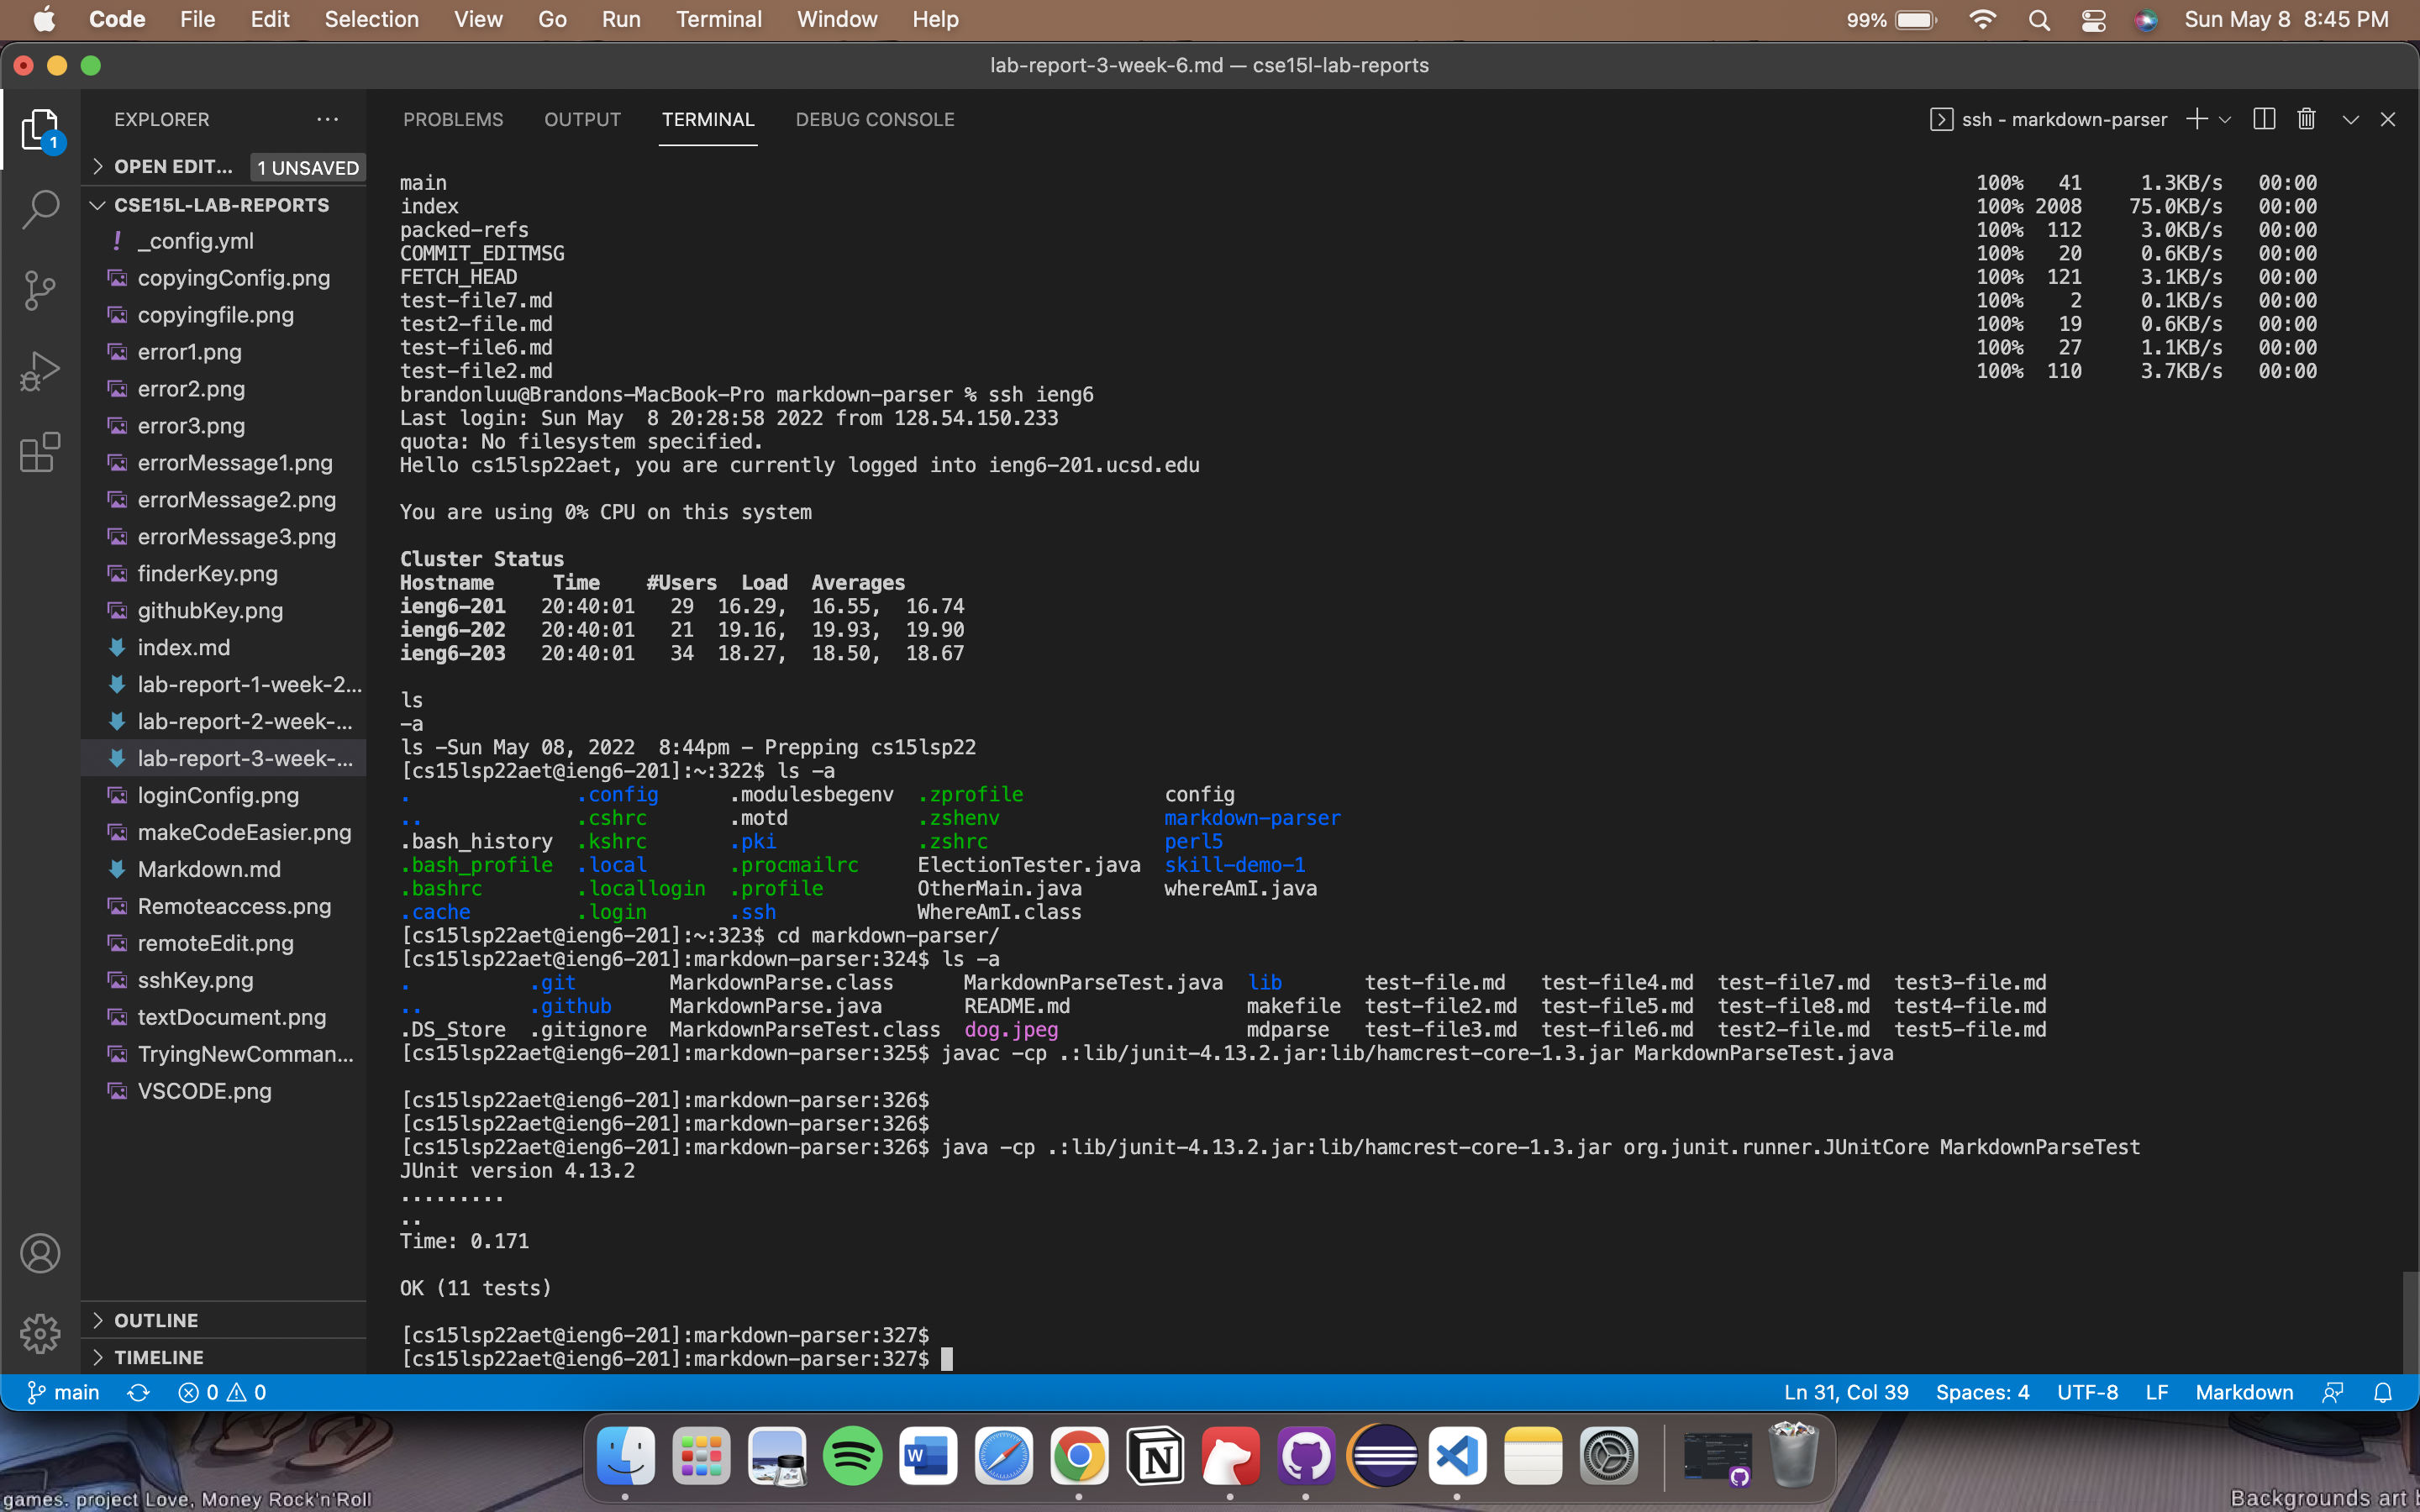 Code File Edit Selection View Go Run Terminal Window Help 99% Sun May 8 8:45 PM
lab-report-3-week-6.md — cse15l-lab-reports
EXPLORER ···
OPEN EDIT... 1 UNSAVED
CSE15L-LAB-REPORTS
! _config.yml
copyingConfig.png
copyingfile.png
error1.png
error2.png
error3.png
errorMessage1.png
errorMessage2.png
errorMessage3.png
finderKey.png
githubKey.png
index.md
lab-report-1-week-2...
lab-report-2-week-...
lab-report-3-week-...
loginConfig.png
makeCodeEasier.png
Markdown.md
Remoteaccess.png
remoteEdit.png
sshKey.png
textDocument.png
TryingNewComman...
VSCODE.png
OUTLINE
TIMELINE
1
PROBLEMS OUTPUT TERMINAL DEBUG CONSOLE ssh - markdown-parser
main 100% 41 1.3KB/s 00:00
index 100% 2008 75.0KB/s 00:00
packed-refs 100% 112 3.0KB/s 00:00
COMMIT_EDITMSG 100% 20 0.6KB/s 00:00
FETCH_HEAD 100% 121 3.1KB/s 00:00
test-file7.md 100% 2 0.1KB/s 00:00
test2-file.md 100% 19 0.6KB/s 00:00
test-file6.md 100% 27 1.1KB/s 00:00
test-file2.md 100% 110 3.7KB/s 00:00
brandonluu@Brandons-MacBook-Pro markdown-parser % ssh ieng6
Last login: Sun May  8 20:28:58 2022 from 128.54.150.233
quota: No filesystem specified.
Hello cs15lsp22aet, you are currently logged into ieng6-201.ucsd.edu
You are using 0% CPU on this system
Cluster Status
Hostname Time #Users Load Averages
ieng6-201 20:40:01 29 16.29, 16.55, 16.74
ieng6-202 20:40:01 21 19.16, 19.93, 19.90
ieng6-203 20:40:01 34 18.27, 18.50, 18.67
ls
-a
ls -Sun May 08, 2022  8:44pm - Prepping cs15lsp22
[cs15lsp22aet@ieng6-201]:~:322$ ls -a
. .config .modulesbegenv .zprofile config
.. .cshrc .motd .zshenv markdown-parser
.bash_history .kshrc .pki .zshrc perl5
.bash_profile .local .procmailrc ElectionTester.java skill-demo-1
.bashrc .locallogin .profile OtherMain.java whereAmI.java
.cache .login .ssh WhereAmI.class
[cs15lsp22aet@ieng6-201]:~:323$ cd markdown-parser/
[cs15lsp22aet@ieng6-201]:markdown-parser:324$ ls -a
. .git MarkdownParse.class MarkdownParseTest.java lib test-file.md test-file4.md test-file7.md test3-file.md
.. .github MarkdownParse.java README.md makefile test-file2.md test-file5.md test-file8.md test4-file.md
.DS_Store .gitignore MarkdownParseTest.class dog.jpeg mdparse test-file3.md test-file6.md test2-file.md test5-file.md
[cs15lsp22aet@ieng6-201]:markdown-parser:325$ javac -cp .:lib/junit-4.13.2.jar:lib/hamcrest-core-1.3.jar MarkdownParseTest.java
[cs15lsp22aet@ieng6-201]:markdown-parser:326$
[cs15lsp22aet@ieng6-201]:markdown-parser:326$
[cs15lsp22aet@ieng6-201]:markdown-parser:326$ java -cp .:lib/junit-4.13.2.jar:lib/hamcrest-core-1.3.jar org.junit.runner.JUnitCore MarkdownParseTest
JUnit version 4.13.2
.........
..
Time: 0.171
OK (11 tests)
[cs15lsp22aet@ieng6-201]:markdown-parser:327$
[cs15lsp22aet@ieng6-201]:markdown-parser:327$
main 0 0 Ln 31, Col 39 Spaces: 4 UTF-8 LF Markdown
games. project Love, Money Rock'n'Roll
Backgrounds art